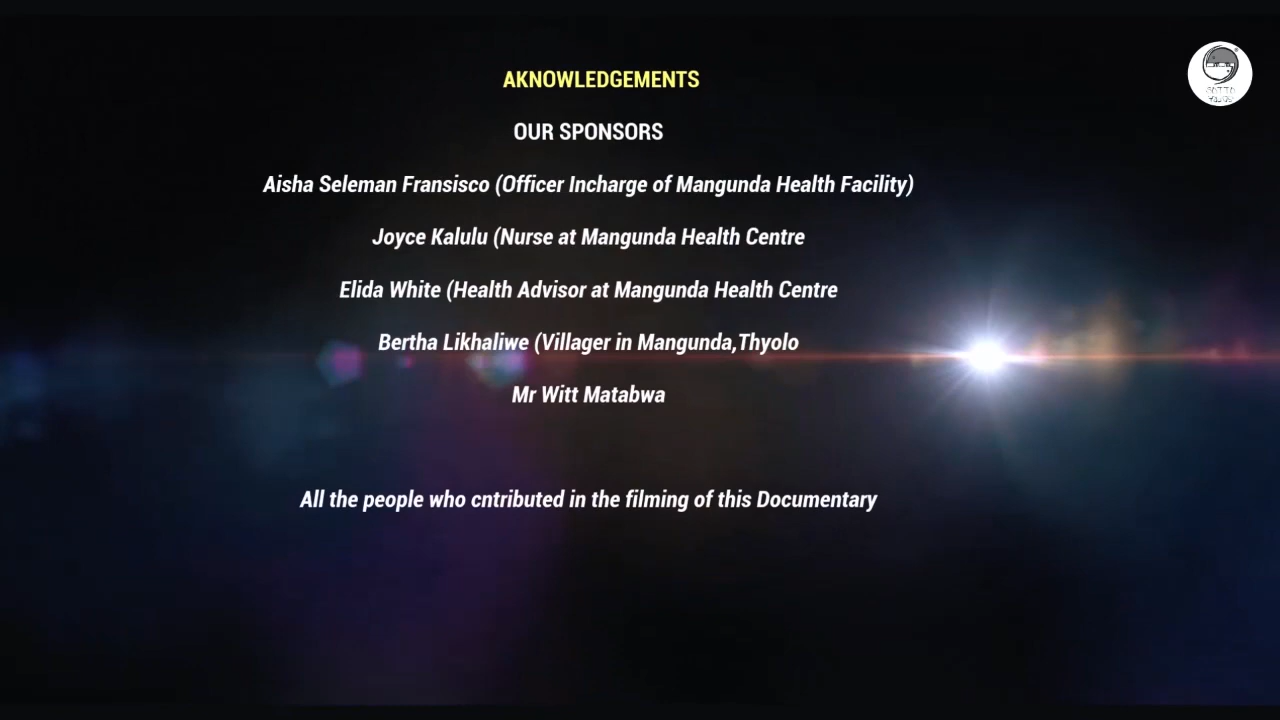 AKNOWLEDGEMENTS
OUR SPONSORS
Aisha Seleman Fransisco (Officer Incharge of Mangunda Health Facility)
Joyce Kalulu (Nurse at Mangunda Health Centre
Elida White (Health Advisor at Mangunda Health Centre
Bertha Likhaliwe (Villager in Mangunda,Thyolo
Mr Witt Matabwa
All the people who cntributed in the filming of this Documentary